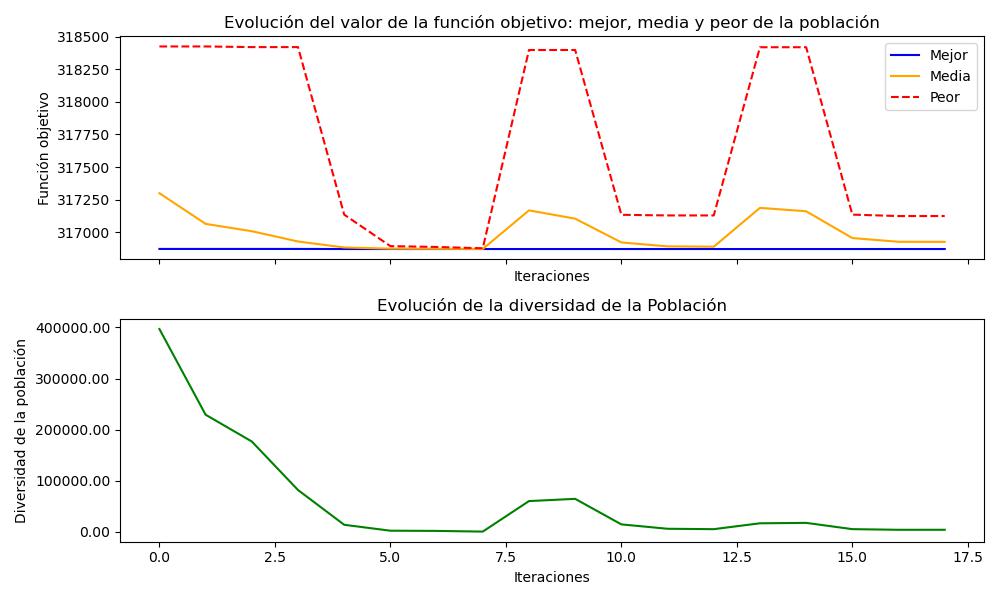 Evolución del valor de la función objetivo: mejor, media y peor de la población
318500
318250
318000
317750
317500
317250
317000
Función objetivo
Mejor
Media
Peor
Iteraciones
Evolución de la diversidad de la Población
400000.00
300000.00
200000.00
100000.00
0.00
Diversidad de la población
0.0 2.5 5.0 7.5 10.0 12.5 15.0 17.5
Iteraciones